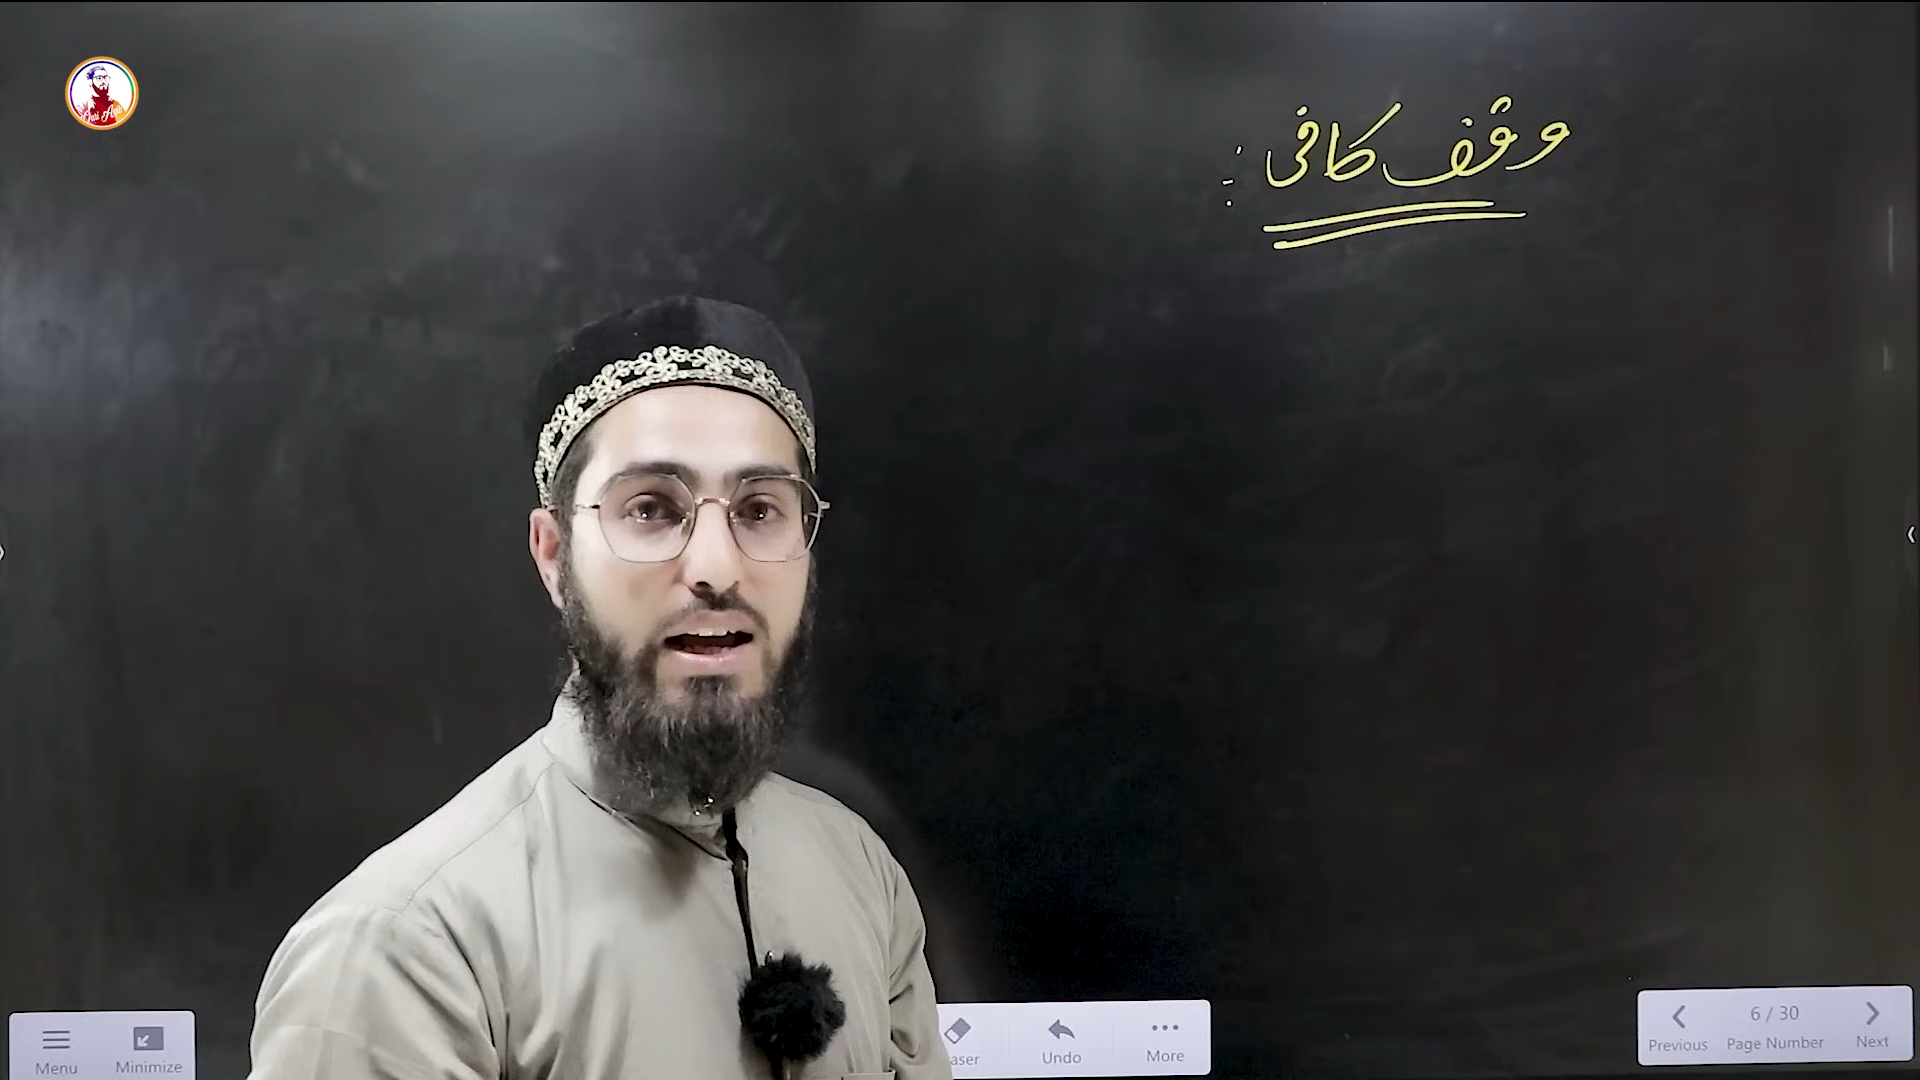 وقف کافی :-
Menu
Minimize
aser
Undo
More
6 / 30
Previous
Page Number
Next